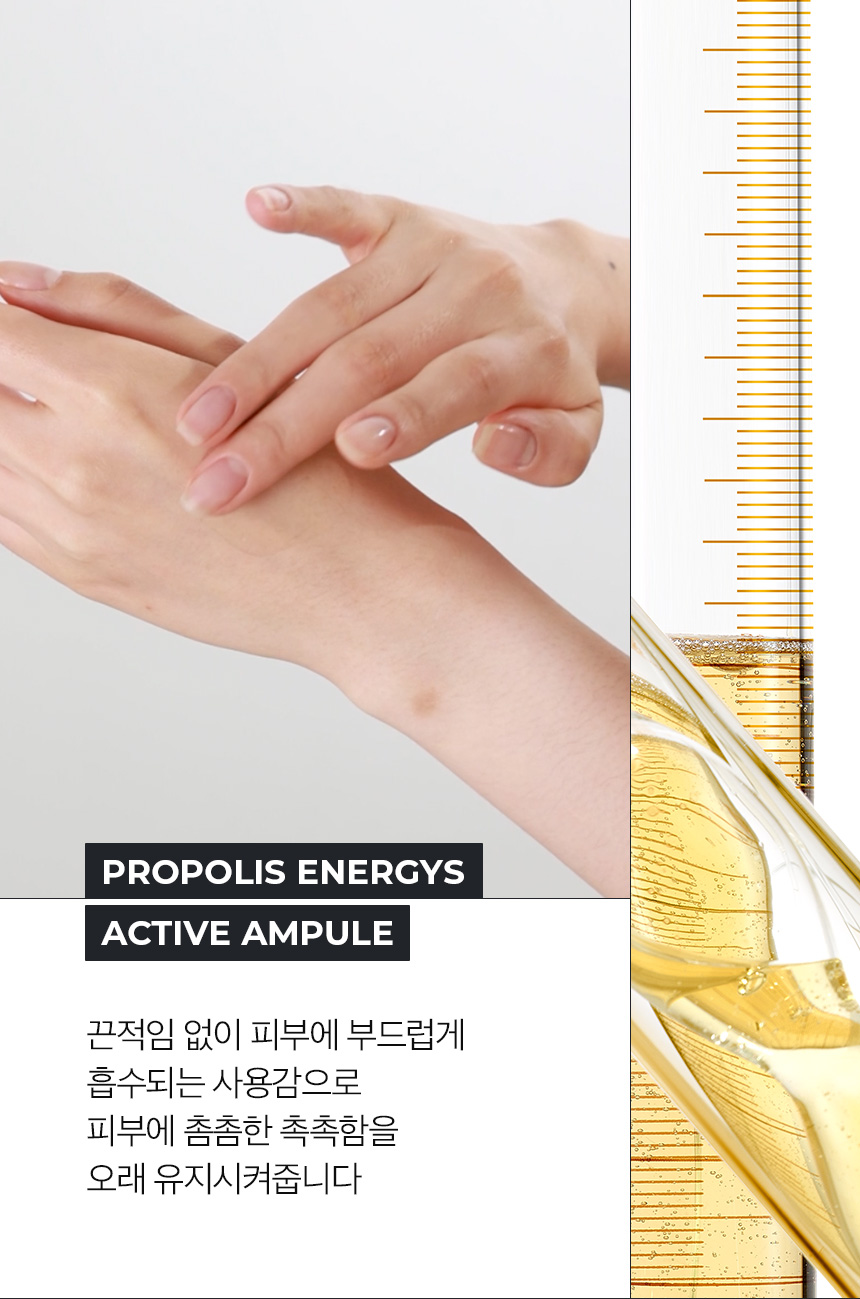 PROPOLIS ENERGYS
ACTIVE AMPULE
끈적임 없이 피부에 부드럽게
흡수되는 사용감으로
피부에 촘촘한 촉촉함을
오래 유지시켜줍니다